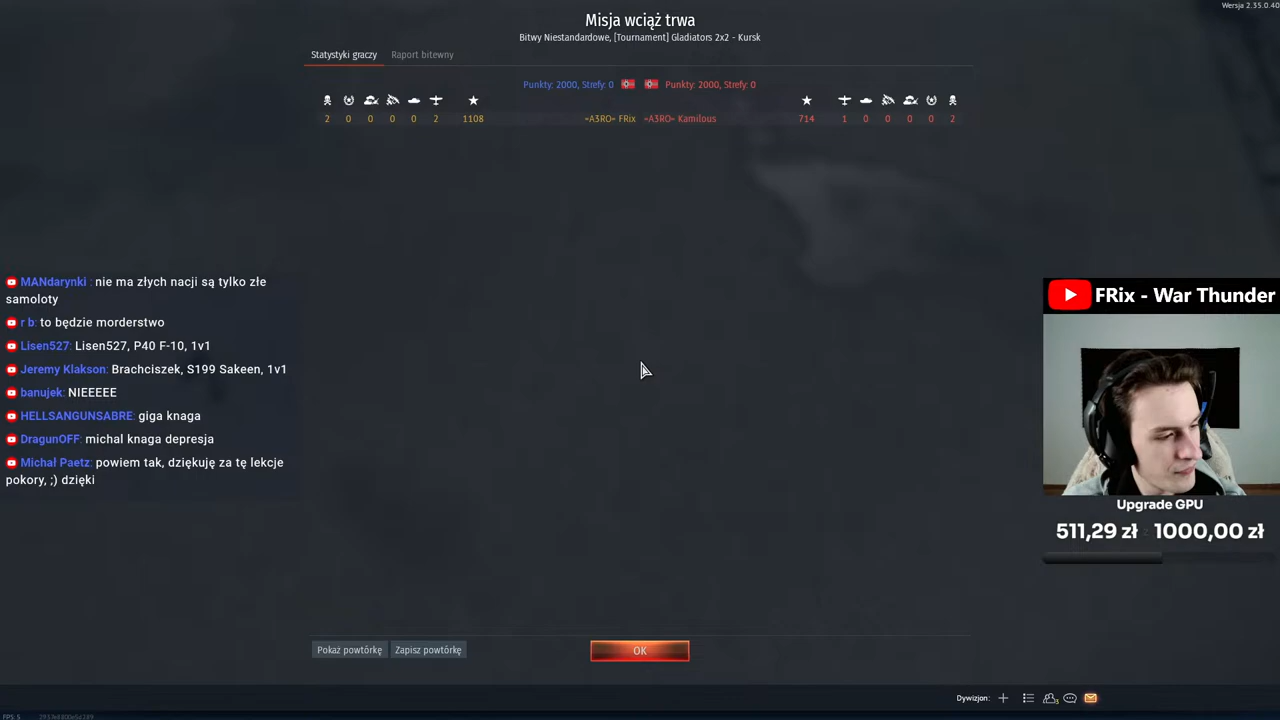 Wersja 2.35.0.40
Misja wciąż trwa
Bitwy Niestandardowe, [Tournament] Gladiators 2x2 - Kursk
Statystyki graczy Raport bitewny
Punkty: 2000, Strefy: 0 Punkty: 2000, Strefy: 0
2 0 0 0 0 2 1108 =A3RO= FRix =A3RO= Kamilous 714 1 0 0 0 0 2
MANdarynki : nie ma złych nacji są tylko złe
samoloty
r b: to będzie morderstwo
Lisen527: Lisen527, P40 F-10, 1v1
Jeremy Klakson: Brachciszek, S199 Sakeen, 1v1
banujek: NIEEEEE
HELLSANGUNSABRE: giga knaga
DragunOFF: michal knaga depresja
Michal Paetz: powiem tak, dziękuję za tę lekcje
pokory, ;) dzięki
FRix - War Thunder
Upgrade GPU
511,29 zł z 1000,00 zł
Pokaż powtórkę Zapisz powtórkę OK
Dywizjon: 3
FPS: 5